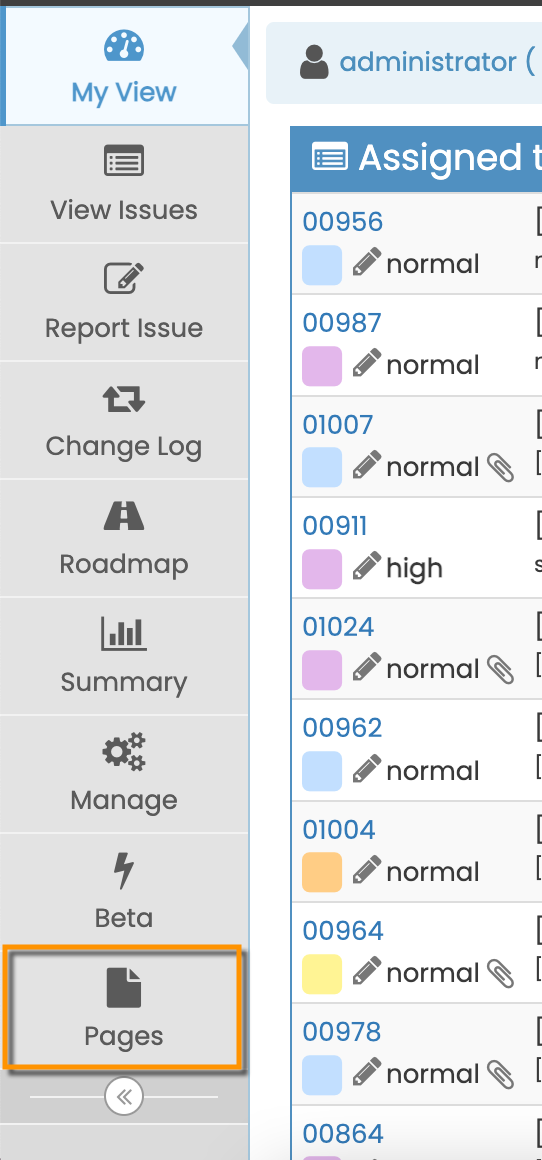 My View
View Issues
Report Issue
Change Log
Roadmap
Summary
Manage
Beta
Pages
administrator (
Assigned t
00956
normal
00987
normal
01007
normal
00911
high
01024
normal
00962
normal
01004
normal
00964
normal
00978
normal
00864